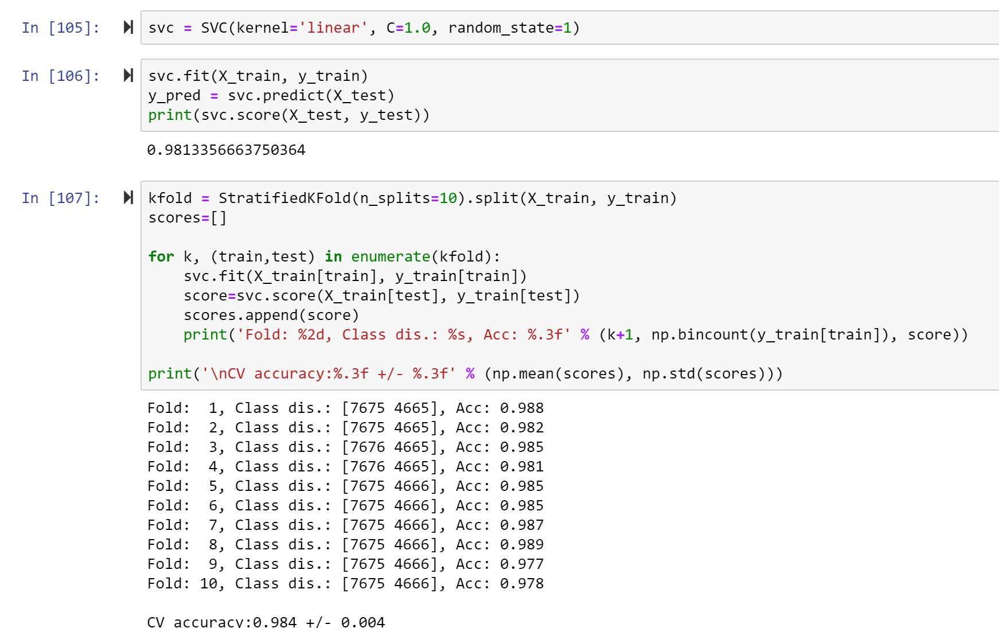 In [105]: svc = SVC(kernel='linear', C=1.0, random_state=1)
In [106]: svc.fit(X_train, y_train)
y_pred = svc.predict(X_test)
print(svc.score(X_test, y_test))
0.9813356663750364
In [107]: kfold = StratifiedKFold(n_splits=10).split(X_train, y_train)
scores=[]
for k, (train,test) in enumerate(kfold):
    svc.fit(X_train[train], y_train[train])
    score=svc.score(X_train[test], y_train[test])
    scores.append(score)
    print('Fold: %2d, Class dis.: %s, Acc: %.3f' % (k+1, np.bincount(y_train[train]), score))
print('\nCV accuracy:%.3f +/- %.3f' % (np.mean(scores), np.std(scores)))
Fold:  1, Class dis.: [7675 4665], Acc: 0.988
Fold:  2, Class dis.: [7675 4665], Acc: 0.982
Fold:  3, Class dis.: [7676 4665], Acc: 0.985
Fold:  4, Class dis.: [7676 4665], Acc: 0.981
Fold:  5, Class dis.: [7675 4666], Acc: 0.985
Fold:  6, Class dis.: [7675 4666], Acc: 0.985
Fold:  7, Class dis.: [7675 4666], Acc: 0.987
Fold:  8, Class dis.: [7675 4666], Acc: 0.989
Fold:  9, Class dis.: [7675 4666], Acc: 0.977
Fold: 10, Class dis.: [7675 4666], Acc: 0.978
CV accuracy:0.984 +/- 0.004